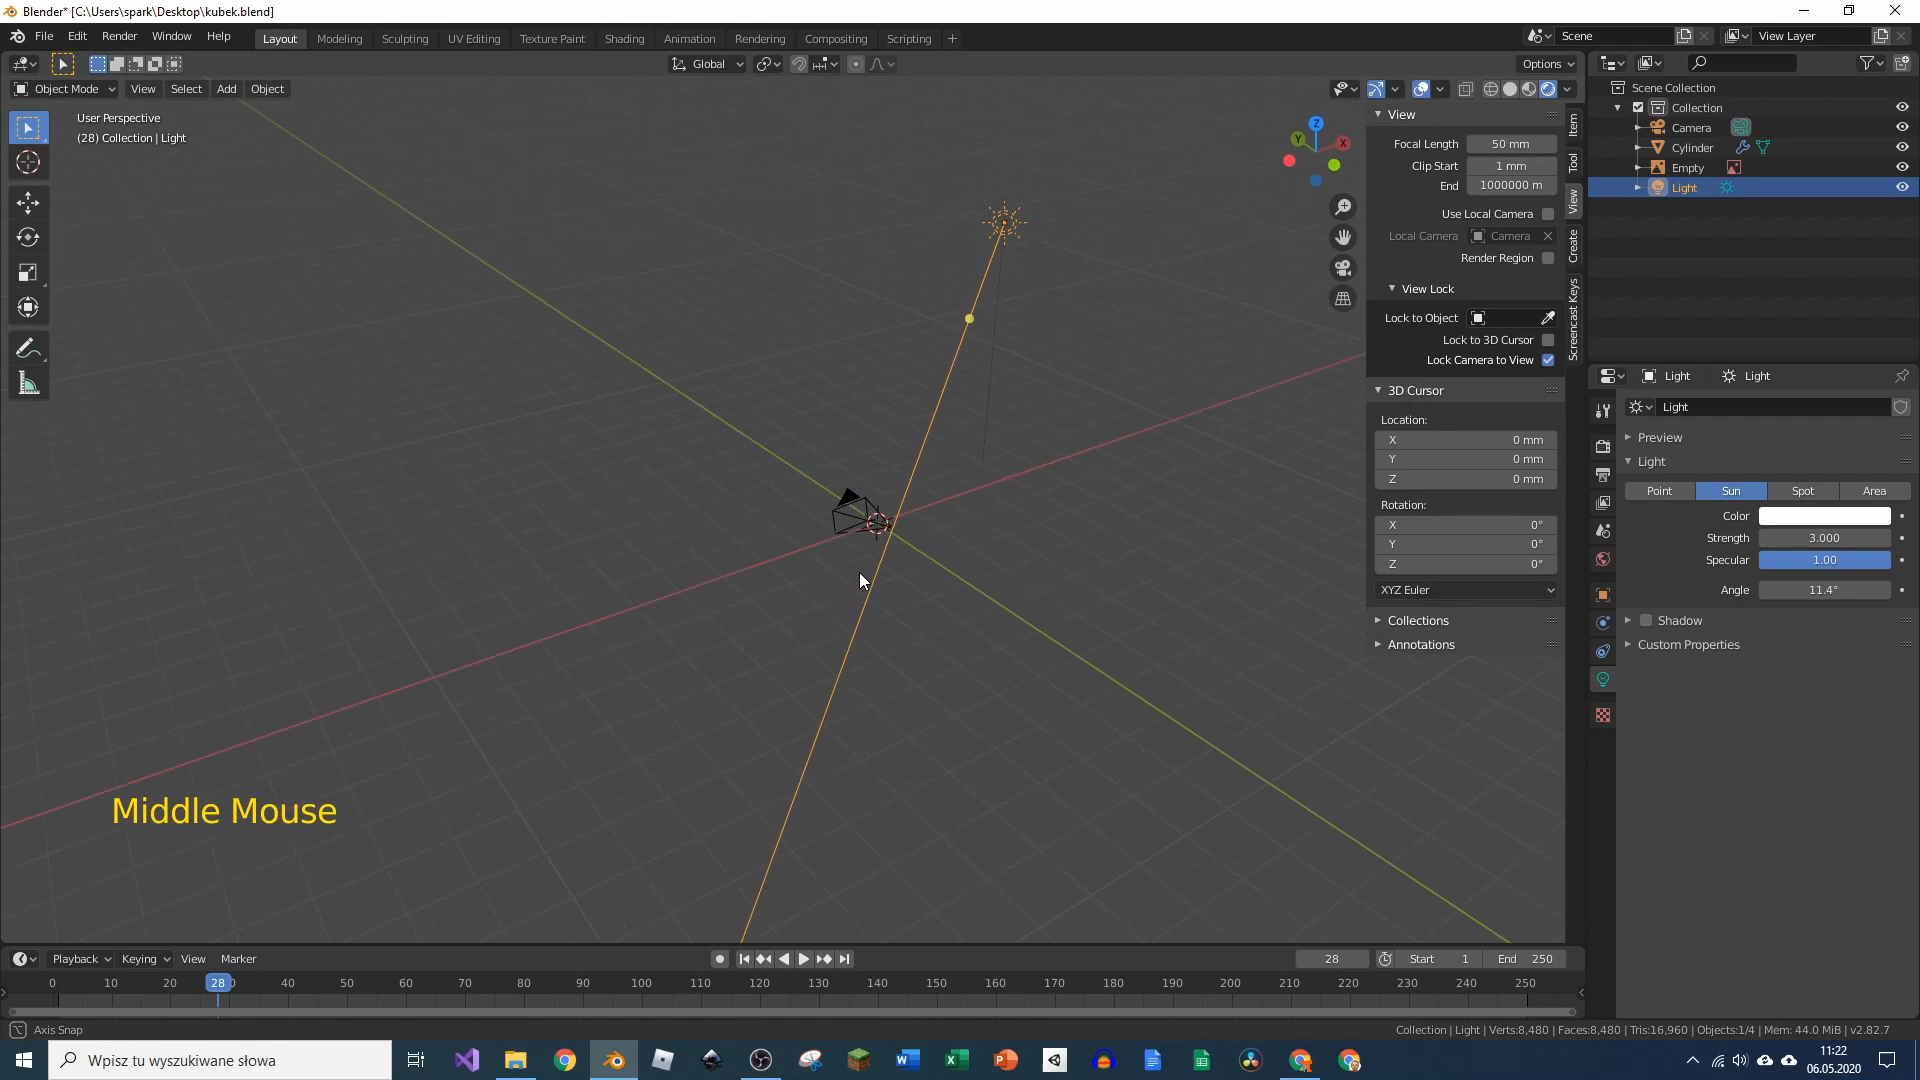 Blender* [C:\Users\spark\Desktop\kubek.blend]
File Edit Render Window Help
Layout Modeling Sculpting UV Editing Texture Paint Shading Animation Rendering Compositing Scripting
Scene
View Layer
Global
Options
Object Mode View Select Add Object
User Perspective
(28) Collection | Light
Z
Y
X
View
Focal Length 50 mm
Clip Start 1 mm
End 1000000 m
Use Local Camera
Local Camera Camera
Render Region
View Lock
Lock to Object
Lock to 3D Cursor
Lock Camera to View
3D Cursor
Location:
X 0 mm
Y 0 mm
Z 0 mm
Rotation:
X 0°
Y 0°
Z 0°
XYZ Euler
Collections
Annotations
Item
Tool
View
Create
Screencast Keys
Scene Collection
Collection
Camera
Cylinder
Empty
Light
Light Light
Light
Preview
Light
Point Sun Spot Area
Color
Strength 3.000
Specular 1.00
Angle 11.4°
Shadow
Custom Properties
Middle Mouse
Playback Keying View Marker
28
Start 1
End 250
0 10 20 28 40 50 60 70 80 90 100 110 120 130 140 150 160 170 180 190 200 210 220 230 240 250
Axis Snap
Collection | Light | Verts:8,480 | Faces:8,480 | Tris:16,960 | Objects:1/4 | Mem: 44.0 MiB | v2.82.7
Wpisz tu wyszukiwane słowa
11:22
06.05.2020